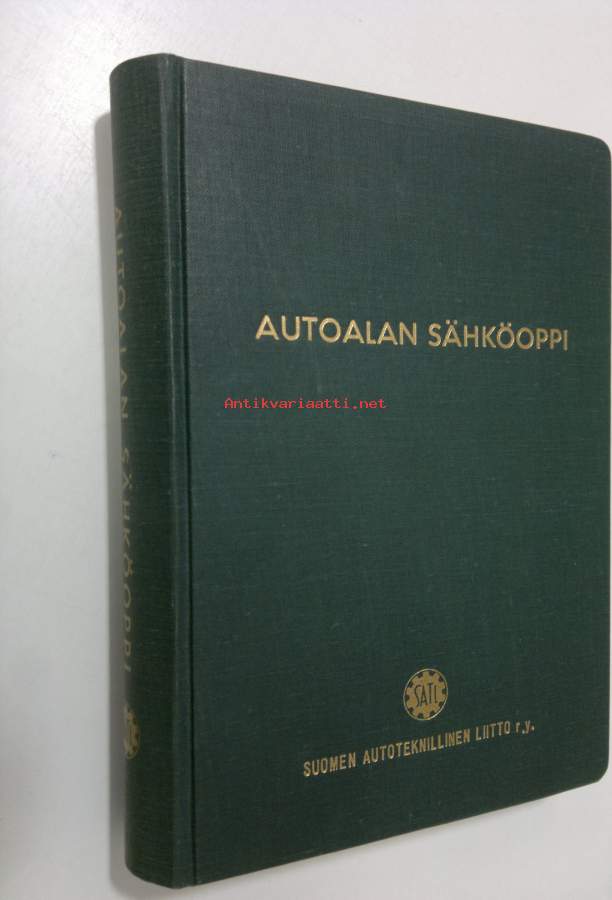 AUTOALAN SÄHKÖOPPI
AUTOALAN SÄHKÖOPPI
Antikvariaatti.net
SATL
SUOMEN AUTOTEKNILLINEN LIITTO r.y.